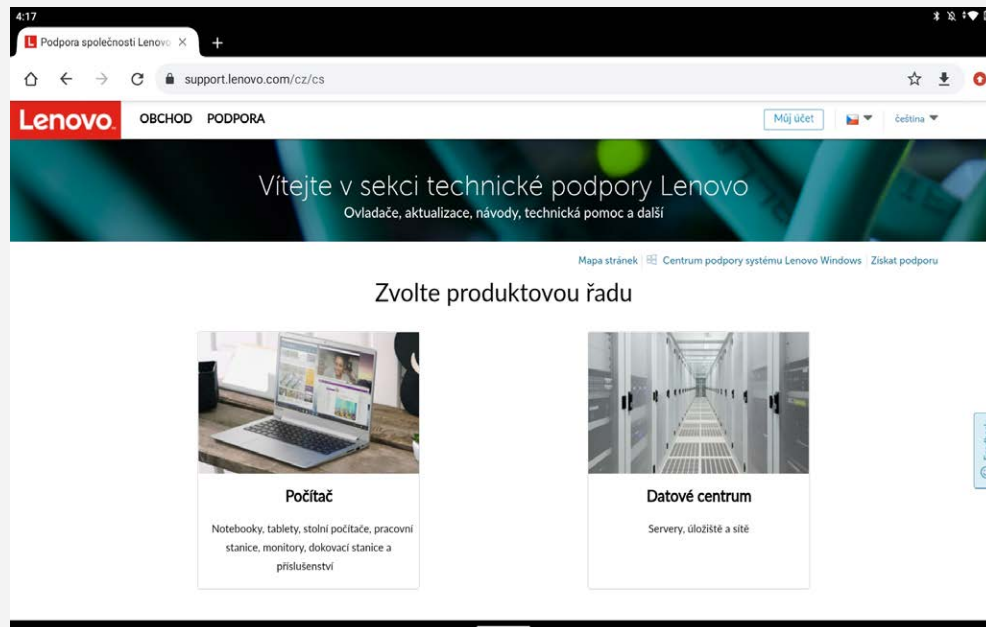 4:17
Podpora společnosti Lenovo
support.lenovo.com/cz/cs
Lenovo. OBCHOD PODPORA Můj účet čeština
Vítejte v sekci technické podpory Lenovo
Ovladače, aktualizace, návody, technická pomoc a další
Mapa stránek Centrum podpory systému Lenovo Windows Získat podporu
Zvolte produktovou řadu
Počítač
Notebooky, tablety, stolní počítače, pracovní
stanice, monitory, dokovací stanice a
příslušenství
Datové centrum
Servery, úložiště a sítě